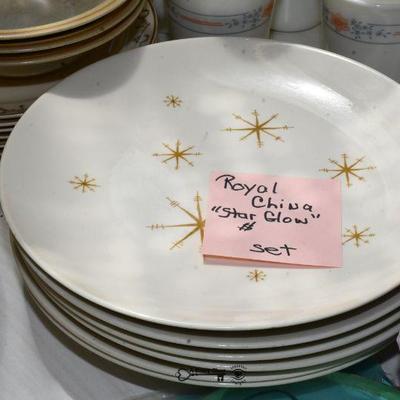 Royal
China
"Star Glow"
$
set